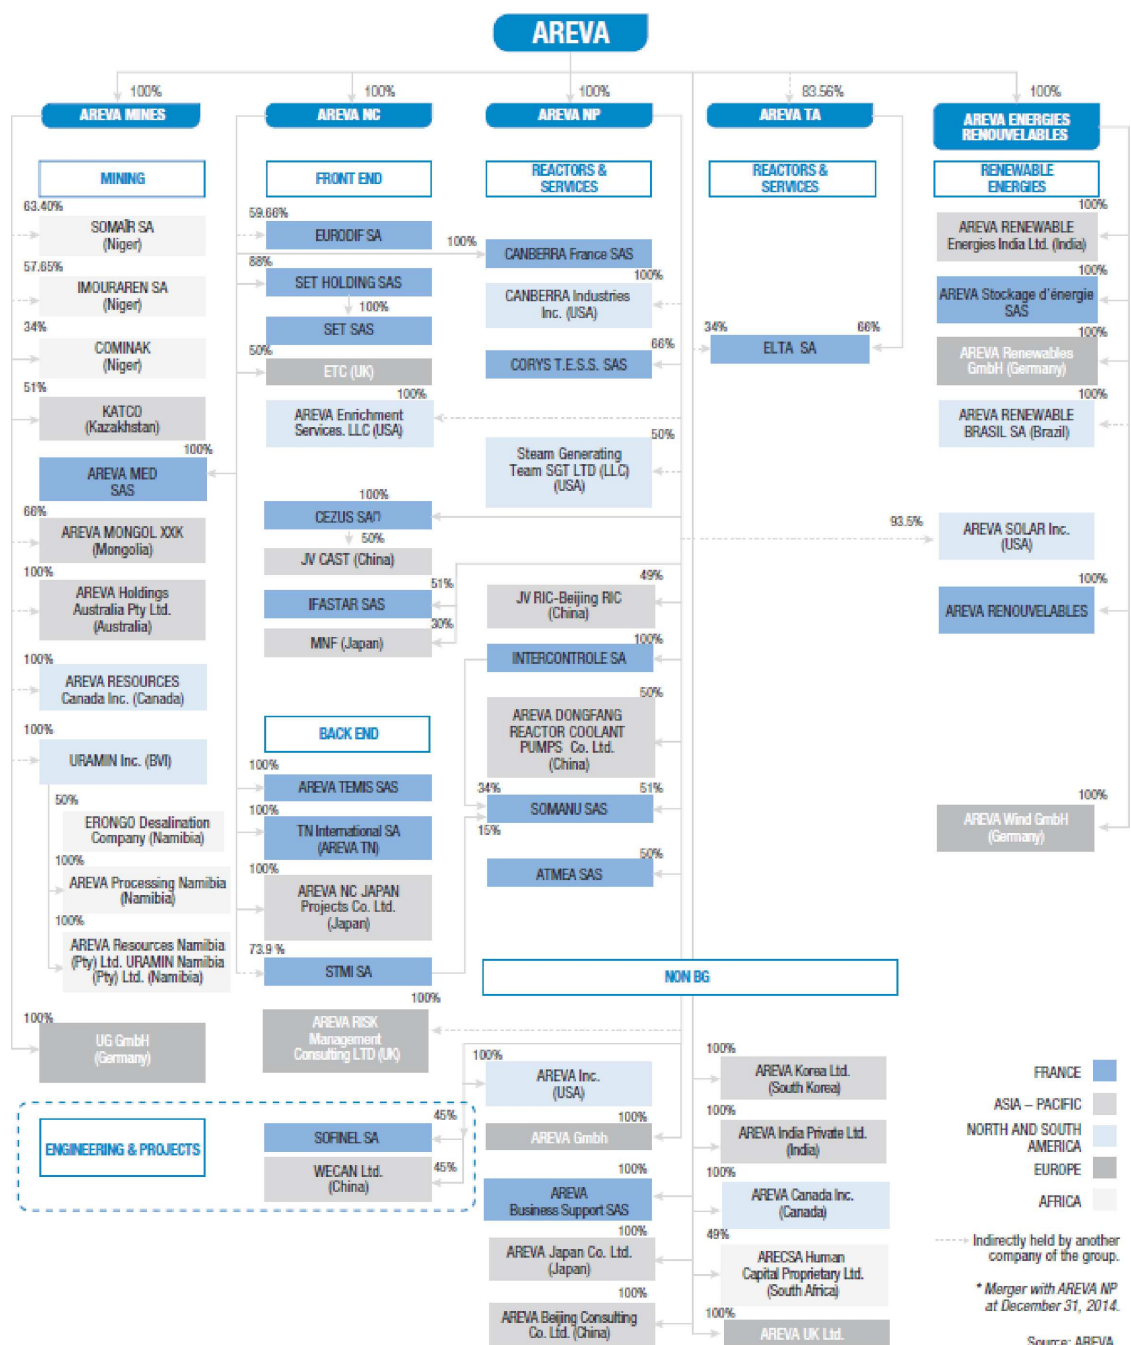 AREVA
100%
AREVA MINES
100%
AREVA NC
100%
AREVA NP
83.56%
AREVA TA
100%
AREVA ENERGIES
RENOUVELABLES
MINING
63.40%
SOMAÏR SA
(Niger)
57.65%
IMOURAREN SA
(Niger)
34%
COMINAK
(Niger)
51%
KATCO
(Kazakhstan)
100%
AREVA MED
SAS
66%
AREVA MONGOL XXK
(Mongolia)
100%
AREVA Holdings
Australia Pty Ltd.
(Australia)
100%
AREVA RESOURCES
Canada Inc. (Canada)
100%
URAMIN Inc. (BVI)
50%
ERONGO Desalination
Company (Namibia)
100%
AREVA Processing Namibia
(Namibia)
100%
AREVA Resources Namibia
(Pty) Ltd. URAMIN Namibia
(Pty) Ltd. (Namibia)
100%
UG GmbH
(Germany)
ENGINEERING & PROJECTS
FRONT END
59.66%
EURODIF SA
88%
SET HOLDING SAS
100%
SET SAS
50%
ETC (UK)
100%
AREVA Enrichment
Services. LLC (USA)
100%
CEZUS SA
50%
JV CAST (China)
51%
IFASTAR SAS
30%
MNF (Japan)
BACK END
100%
AREVA TEMIS SAS
100%
TN International SA
(AREVA TN)
100%
AREVA NC JAPAN
Projects Co. Ltd.
(Japan)
73.9 %
STMI SA
100%
AREVA RISK
Management
Consulting LTD (UK)
45%
SOFINEL SA
WECAN Ltd.
(China)
45%
REACTORS &
SERVICES
100%
CANBERRA France SAS
100%
CANBERRA Industries
Inc. (USA)
66%
CORYS T.E.S.S. SAS
50%
Steam Generating
Team SGT LTD (LLC)
(USA)
49%
JV RIC-Beijing RIC
(China)
100%
INTERCONTROLE SA
50%
AREVA DONGFANG
REACTOR COOLANT
PUMPS Co. Ltd.
(China)
34%
51%
SOMANU SAS
15%
50%
ATMEA SAS
NON BG
100%
AREVA Inc.
(USA)
100%
AREVA Gmbh
100%
AREVA
Business Support SAS
100%
AREVA Japan Co. Ltd.
(Japan)
100%
AREVA Beijing Consulting
Co. Ltd. (China)
100%
AREVA Korea Ltd.
(South Korea)
100%
AREVA India Private Ltd.
(India)
100%
AREVA Canada Inc.
(Canada)
49%
ARECSA Human
Capital Proprietary Ltd.
(South Africa)
100%
AREVA UK Ltd.
REACTORS &
SERVICES
34%
66%
ELTA SA
RENEWABLE
ENERGIES
100%
AREVA RENEWABLE
Energies India Ltd. (India)
100%
AREVA Stockage d'énergie
SAS
100%
AREVA Renewables
GmbH (Germany)
100%
AREVA RENEWABLE
BRASIL SA (Brazil)
93.5%
AREVA SOLAR Inc.
(USA)
100%
AREVA RENOUVELABLES
100%
AREVA Wind GmbH
(Germany)
FRANCE
ASIA – PACIFIC
NORTH AND SOUTH
AMERICA
EUROPE
AFRICA
Indirectly held by another
company of the group.
* Merger with AREVA NP
at December 31, 2014.
Source: AREVA.